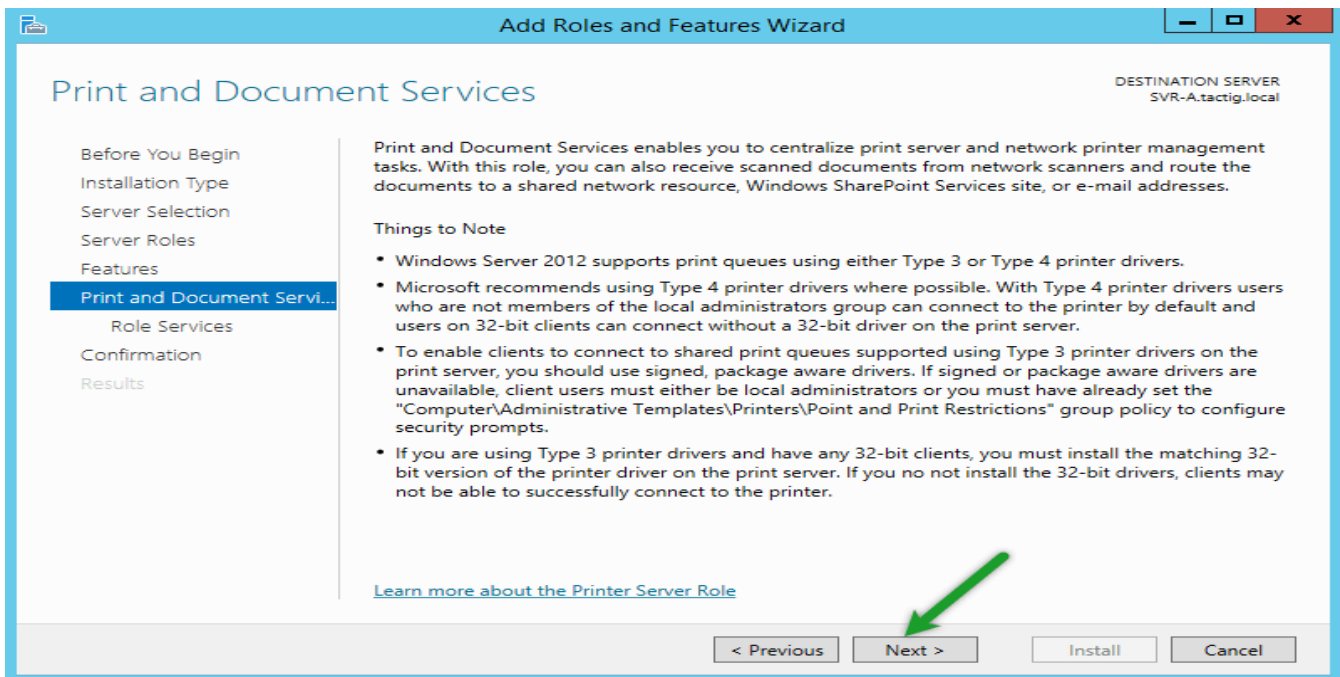 Add Roles and Features Wizard
Print and Document Services
DESTINATION SERVER
SVR-A.tactig.local
Before You Begin
Installation Type
Server Selection
Server Roles
Features
Print and Document Servi...
Role Services
Confirmation
Results
Print and Document Services enables you to centralize print server and network printer management
tasks. With this role, you can also receive scanned documents from network scanners and route the
documents to a shared network resource, Windows SharePoint Services site, or e-mail addresses.
Things to Note
• Windows Server 2012 supports print queues using either Type 3 or Type 4 printer drivers.
• Microsoft recommends using Type 4 printer drivers where possible. With Type 4 printer drivers users
who are not members of the local administrators group can connect to the printer by default and
users on 32-bit clients can connect without a 32-bit driver on the print server.
• To enable clients to connect to shared print queues supported using Type 3 printer drivers on the
print server, you should use signed, package aware drivers. If signed or package aware drivers are
unavailable, client users must either be local administrators or you must have already set the
"Computer\Administrative Templates\Printers\Point and Print Restrictions" group policy to configure
security prompts.
• If you are using Type 3 printer drivers and have any 32-bit clients, you must install the matching 32-
bit version of the printer driver on the print server. If you no not install the 32-bit drivers, clients may
not be able to successfully connect to the printer.
Learn more about the Printer Server Role
< Previous
Next >
Install
Cancel